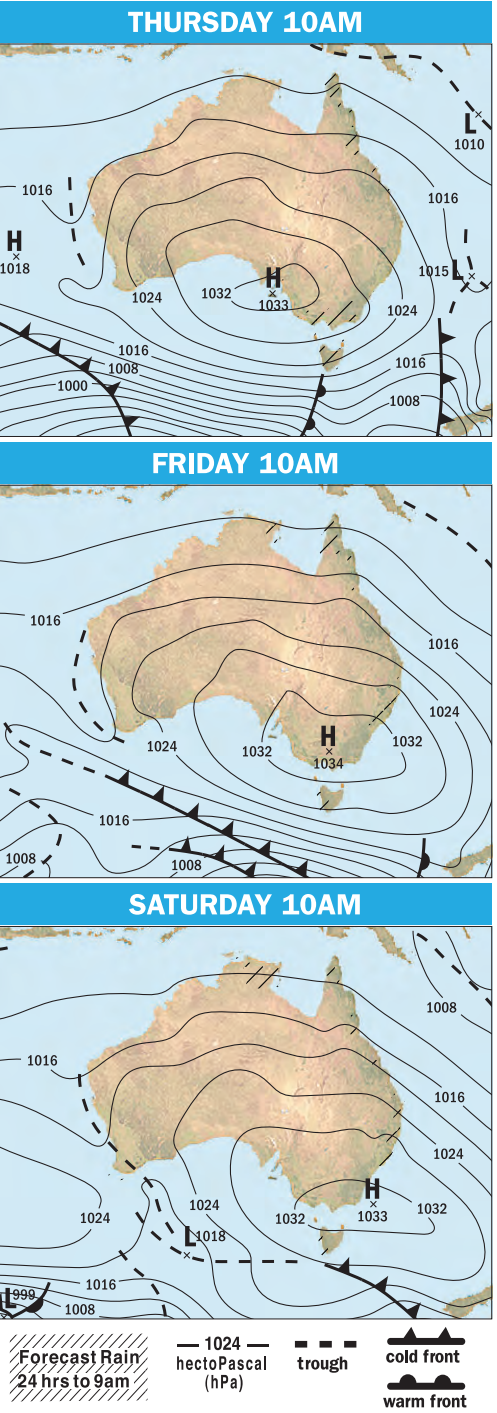 THURSDAY 10AM
L
1010
1016
1016
H
1018
1015 L
H
1032
1033
1024
1024
1016
1016
1008
1000
1008
FRIDAY 10AM
1016
1016
1024
H
1024
1032
1032
1034
1016
1008
1008
SATURDAY 10AM
1008
1016
1016
1024
H
1024
1024
1032
1032
1033
L 1018
1016
L 999
1008
Forecast Rain
24 hrs to 9am
1024
hectoPascal
(hPa)
trough
cold front
warm front